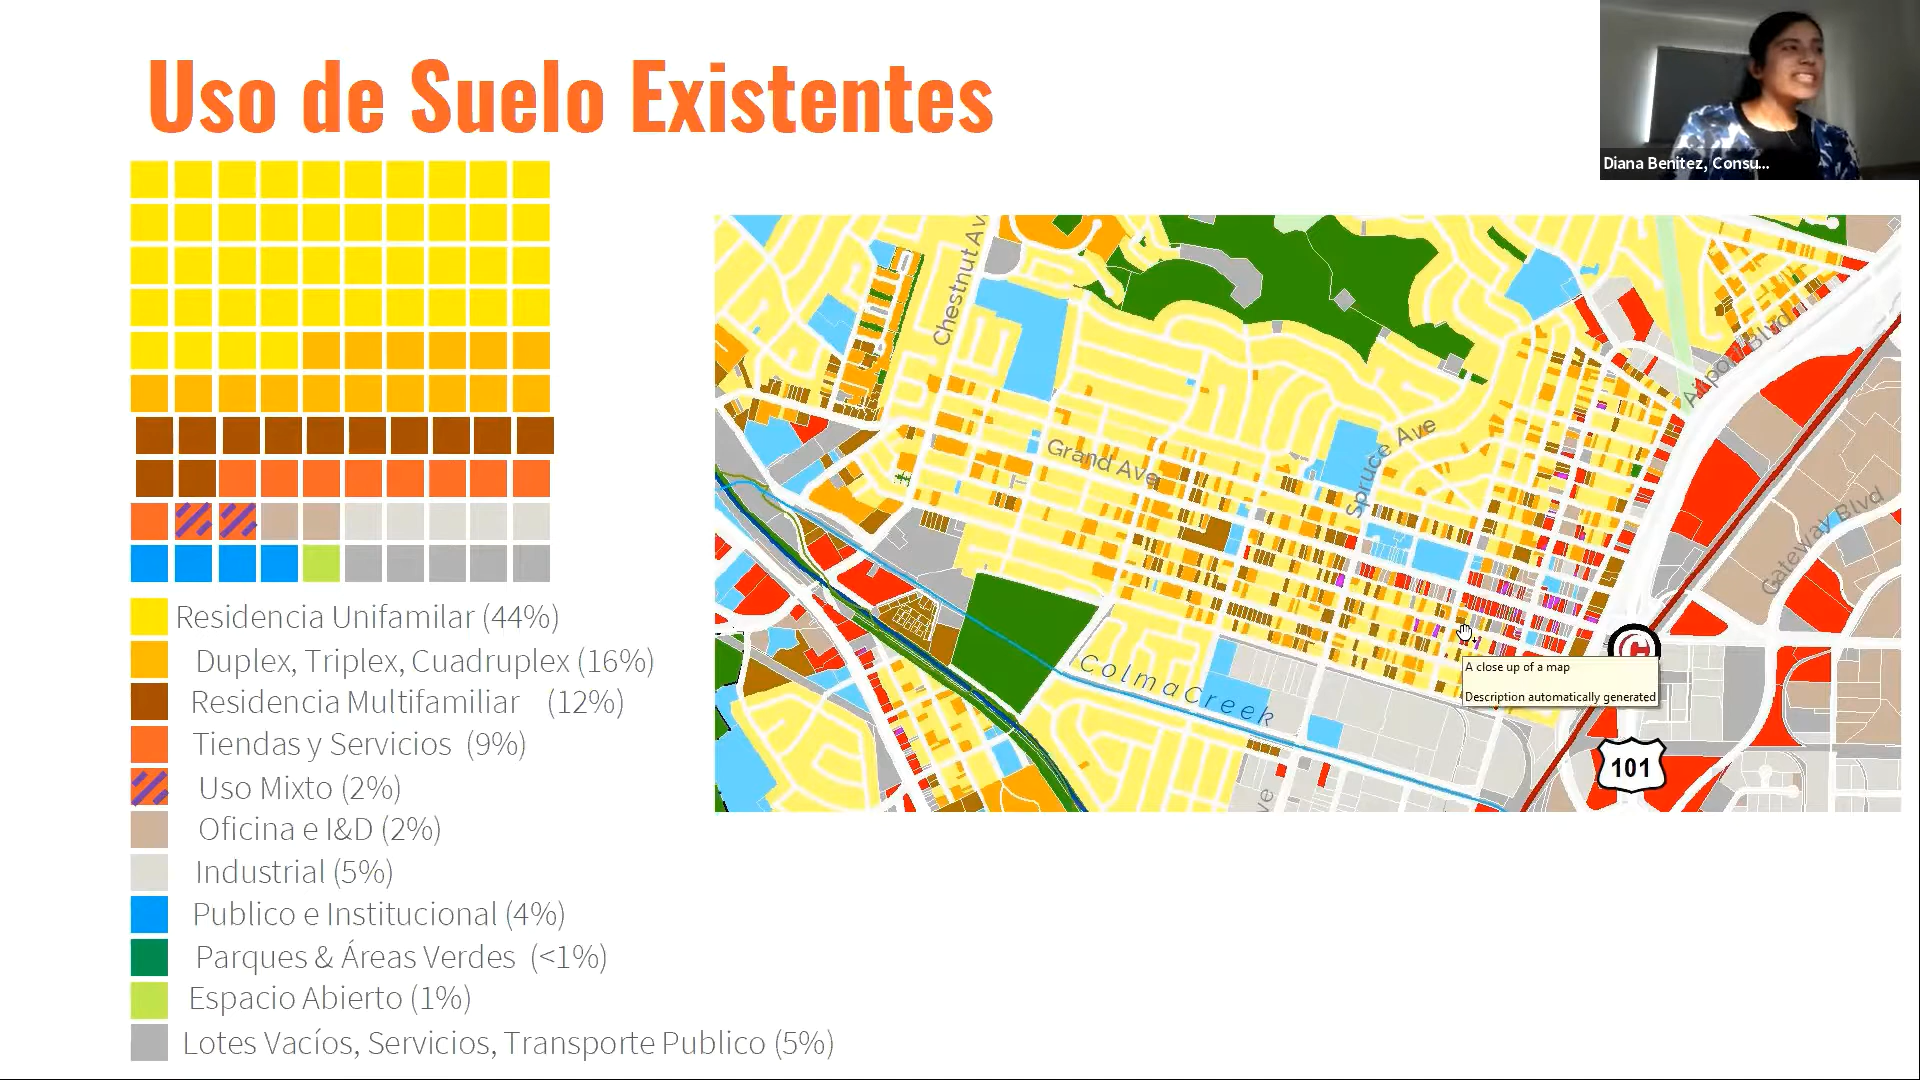 Uso de Suelo Existentes
Diana Benitez, Consu...
Residencia Unifamilar (44%)
Duplex, Triplex, Cuadruplex (16%)
Residencia Multifamiliar (12%)
Tiendas y Servicios (9%)
Uso Mixto (2%)
Oficina e I&D (2%)
Industrial (5%)
Publico e Institucional (4%)
Parques & Áreas Verdes (<1%)
Espacio Abierto (1%)
Lotes Vacíos, Servicios, Transporte Publico (5%)
Chestnut Av
Grand Ave
Spruce Ave
Airport Blvd
Gateway Blvd
Colma Creek
A close up of a map
Description automatically generated
C
101
ve